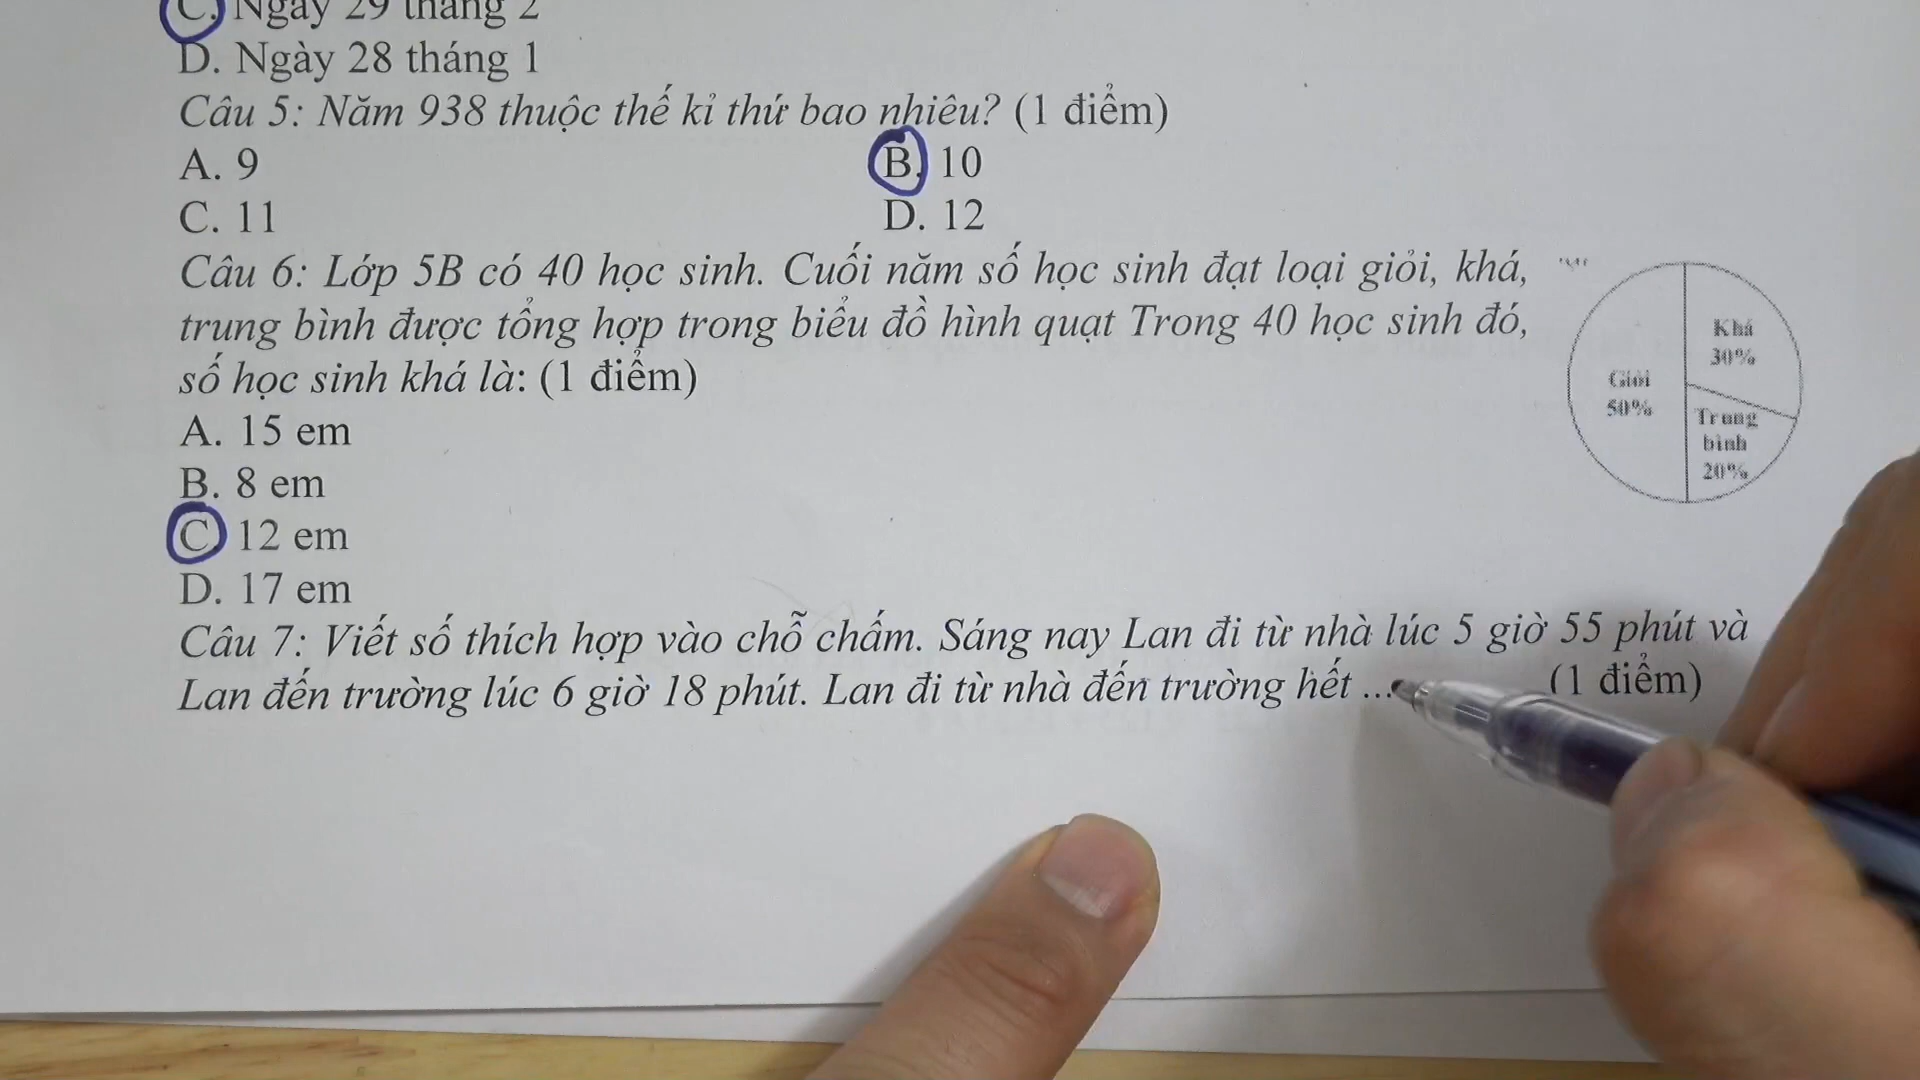 C. Ngày 29 tháng 2
D. Ngày 28 tháng 1
Câu 5: Năm 938 thuộc thế kỉ thứ bao nhiêu? (1 điểm)
A. 9
B. 10
C. 11
D. 12
Câu 6: Lớp 5B có 40 học sinh. Cuối năm số học sinh đạt loại giỏi, khá,
trung bình được tổng hợp trong biểu đồ hình quạt Trong 40 học sinh đó,
số học sinh khá là: (1 điểm)
Khá
30%
Giỏi
50%
Trung
bình
20%
A. 15 em
B. 8 em
C. 12 em
D. 17 em
Câu 7: Viết số thích hợp vào chỗ chấm. Sáng nay Lan đi từ nhà lúc 5 giờ 55 phút và
Lan đến trường lúc 6 giờ 18 phút. Lan đi từ nhà đến trường hết ... (1 điểm)